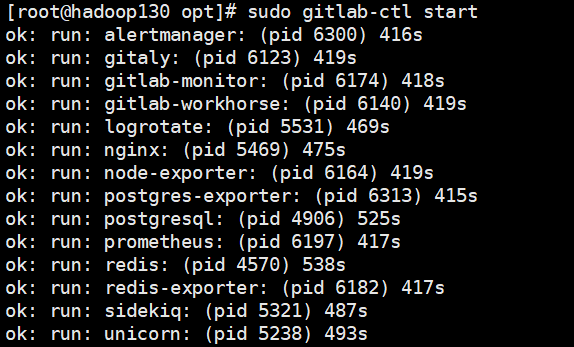 [root@hadoop130 opt]# sudo gitlab-ctl start
ok: run: alertmanager: (pid 6300) 416s
ok: run: gitaly: (pid 6123) 419s
ok: run: gitlab-monitor: (pid 6174) 418s
ok: run: gitlab-workhorse: (pid 6140) 419s
ok: run: logrotate: (pid 5531) 469s
ok: run: nginx: (pid 5469) 475s
ok: run: node-exporter: (pid 6164) 419s
ok: run: postgres-exporter: (pid 6313) 415s
ok: run: postgresql: (pid 4906) 525s
ok: run: prometheus: (pid 6197) 417s
ok: run: redis: (pid 4570) 538s
ok: run: redis-exporter: (pid 6182) 417s
ok: run: sidekiq: (pid 5321) 487s
ok: run: unicorn: (pid 5238) 493s